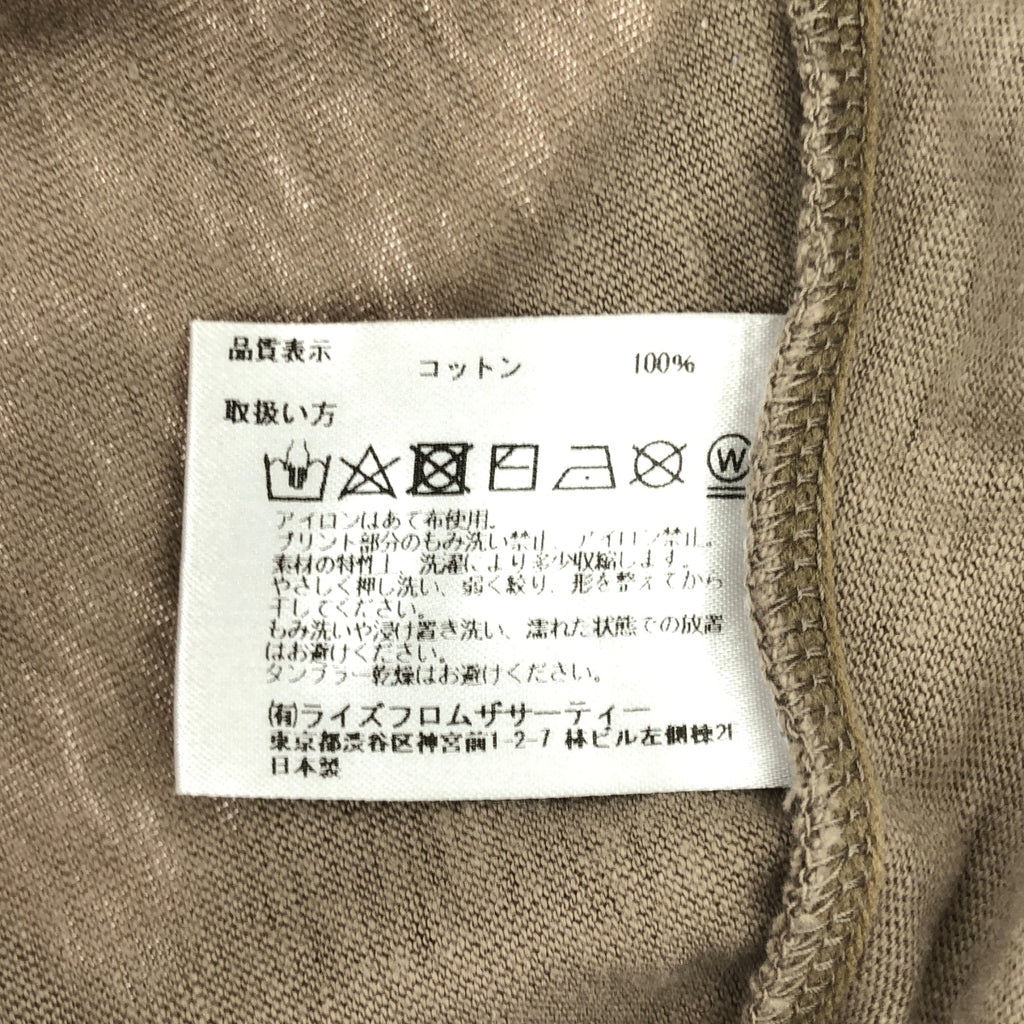 品質表示
コットン 100%
取扱い方
W
アイロンはあて布使用。
プリント部分のもみ洗い禁止、アイロン禁止。
素材の特性上、洗濯により多少収縮します。
やさしく押し洗い、弱く絞り、形を整えてから
干してください。
もみ洗いや浸け置き洗い、濡れた状態での放置
はお避けください。
タンブラー乾燥はお避けください。
(有)ライズフロムザサーティー
東京都渋谷区神宮前1-2-7 林ビル左側棟2F
日本製